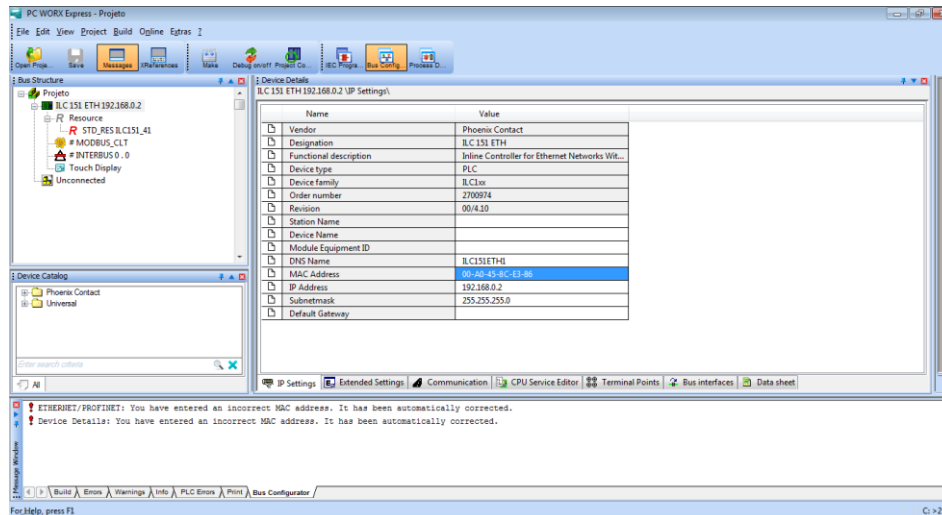 PC WORX Express - Projeto
File Edit View Project Build Online Extras ?
Open Proje... Save Messages XReferences Make Debug on/off Project Co... IEC Progra... Bus Config... Process D...
Bus Structure
Projeto
ILC 151 ETH 192.168.0.2
R Resource
R STD_RES ILC151_41
# MODBUS_CLT
# INTERBUS 0 . 0
Touch Display
Unconnected
Device Catalog
Phoenix Contact
Universal
Enter search criteria
All
Device Details
ILC 151 ETH 192.168.0.2 \IP Settings\
Name Value
Vendor Phoenix Contact
Designation ILC 151 ETH
Functional description Inline Controller for Ethernet Networks Wit...
Device type PLC
Device family ILC1xx
Order number 2700974
Revision 00/4.10
Station Name
Device Name
Module Equipment ID
DNS Name ILC151ETH1
MAC Address 00-A0-45-BC-E3-86
IP Address 192.168.0.2
Subnetmask 255.255.255.0
Default Gateway
IP Settings Extended Settings Communication CPU Service Editor Terminal Points Bus interfaces Data sheet
ETHERNET/PROFINET: You have entered an incorrect MAC address. It has been automatically corrected.
Device Details: You have entered an incorrect MAC address. It has been automatically corrected.
Message Window
Build Errors Warnings Info PLC Errors Print Bus Configurator
For Help, press F1
C: >2